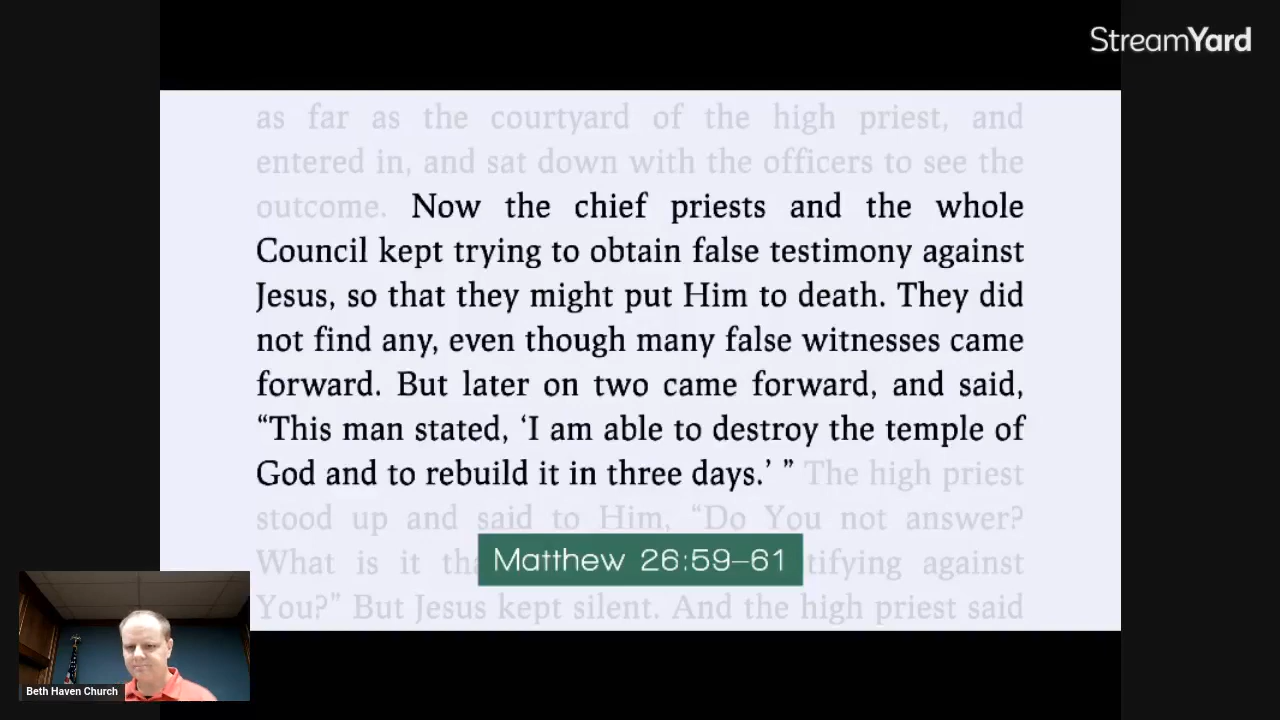 StreamYard
as far as the courtyard of the high priest, and
entered in, and sat down with the officers to see the
outcome. Now the chief priests and the whole
Council kept trying to obtain false testimony against
Jesus, so that they might put Him to death. They did
not find any, even though many false witnesses came
forward. But later on two came forward, and said,
“This man stated, ‘I am able to destroy the temple of
God and to rebuild it in three days.’ ” The high priest
stood up and said to Him, “Do You not answer?
What is it tha tifying against
Matthew 26:59–61
You?” But Jesus kept silent. And the high priest said
Beth Haven Church